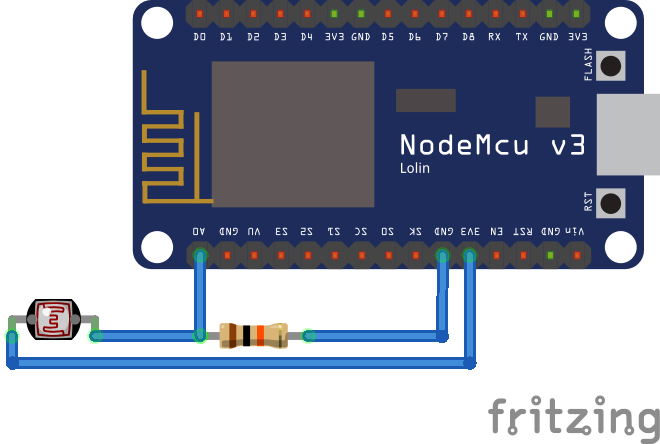 D0 D1 D2 D3 D4 3V3 GND D5 D6 D7 D8 RX TX GND 3V3
FLASH
NodeMcu v3
Lolin
RST
A0 GND VU S3 S2 S1 SC S0 SK GND 3V3 EN RST GND Vin
fritzing